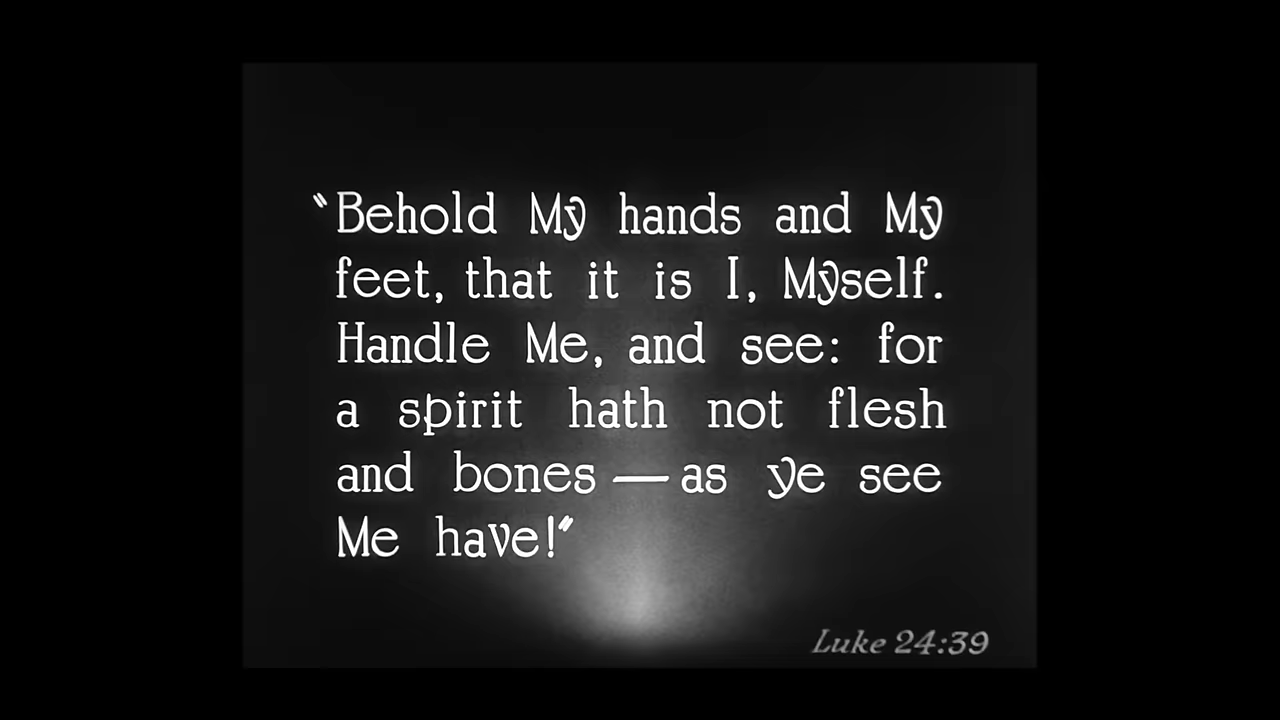 "Behold My hands and My
feet, that it is I, Myself.
Handle Me, and see: for
a spirit hath not flesh
and bones — as ye see
Me have!"
Luke 24:39